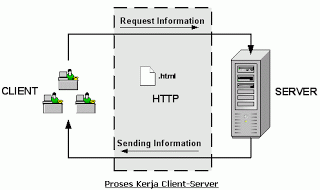 Request Information
.html
CLIENT
HTTP
SERVER
Sending Information
Proses Kerja Client-Server